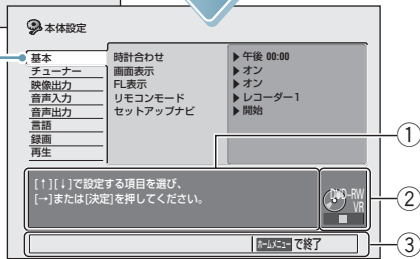 本体設定
基本
チューナー
映像出力
音声入力
音声出力
言語
録画
再生
時計合わせ ▶午後 00:00
画面表示 ▶オン
FL表示 ▶オン
リモコンモード ▶レコーダー1
セットアップナビ ▶開始
1
[↑][↓]で設定する項目を選び、
[→]または[決定]を押してください。
DVD-RW
VR
2
ホームメニュー で終了
3